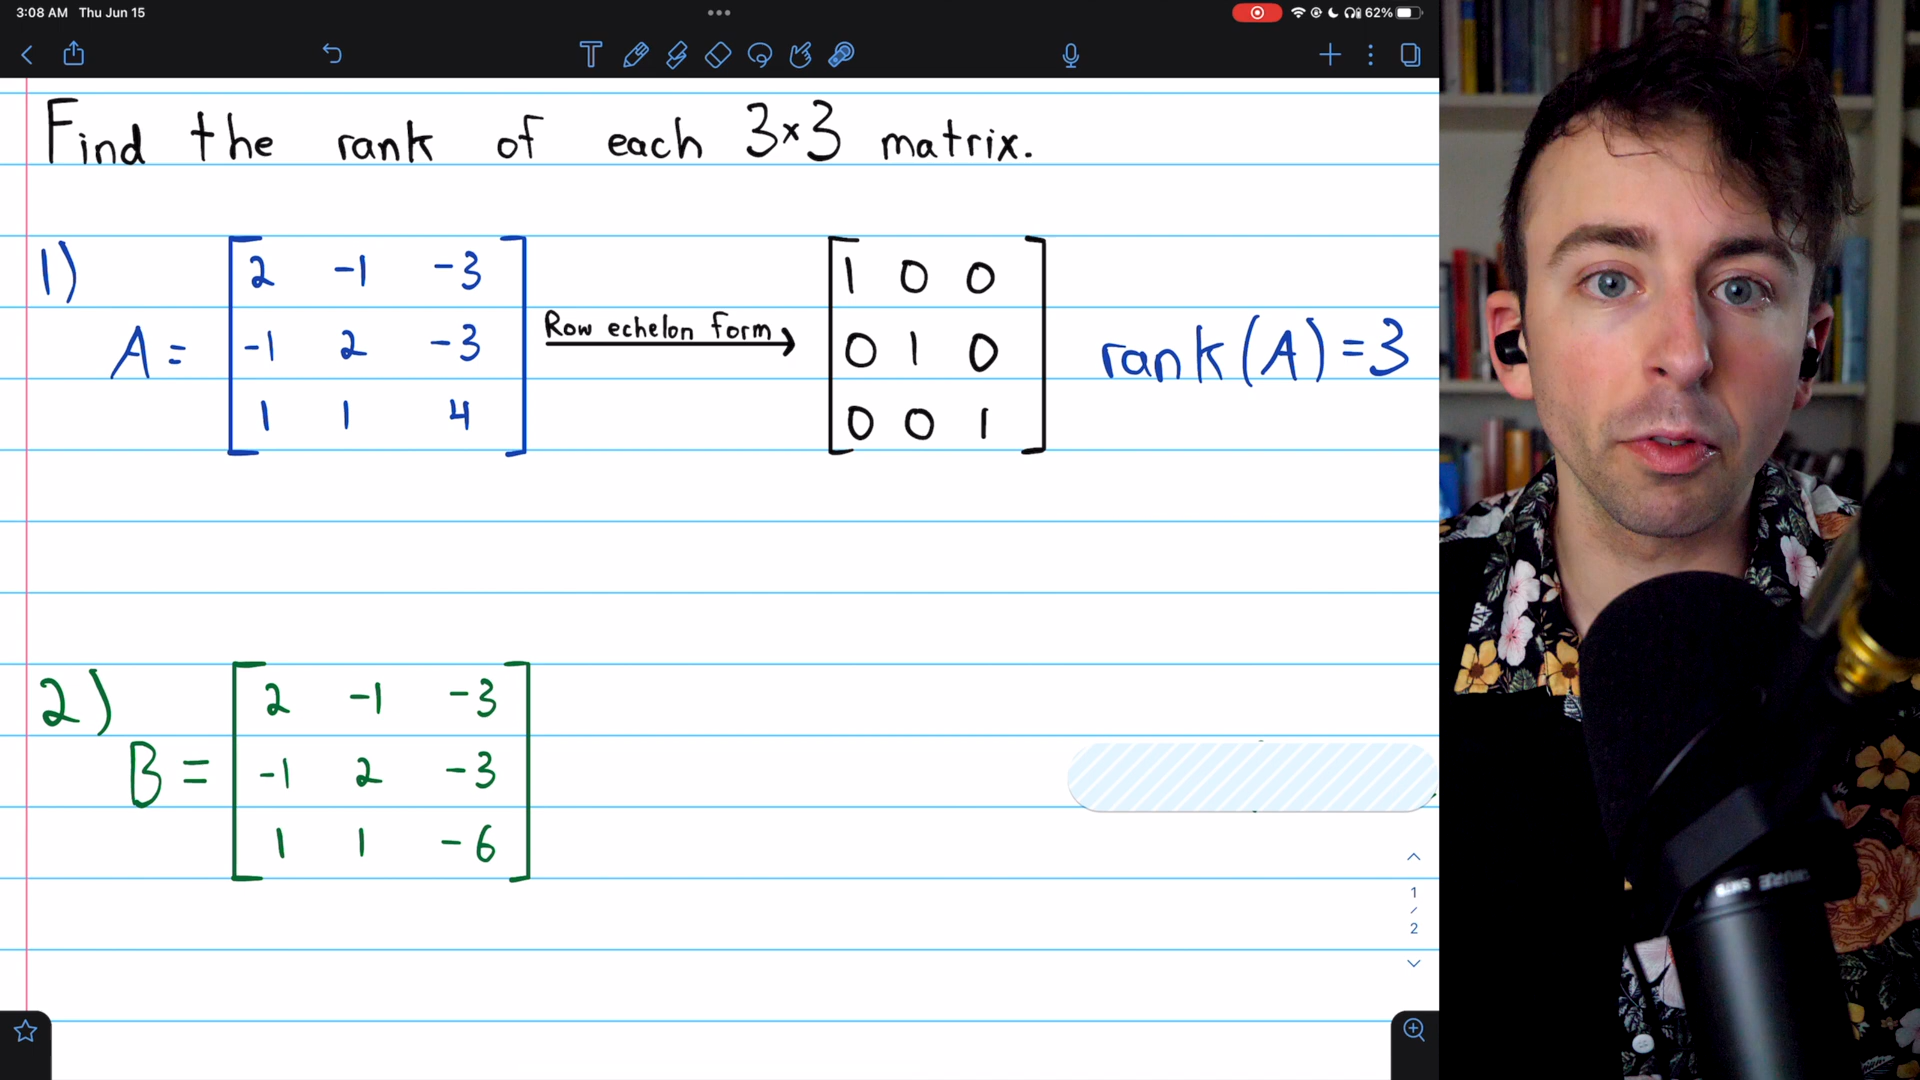 3:08 AM Thu Jun 15
62%
Find the rank of each 3×3 matrix.
1)
A = [2 -1 -3
-1 2 -3
1 1 4]
Row echelon form
[1 0 0
0 1 0
0 0 1]
rank(A) = 3
2)
B = [2 -1 -3
-1 2 -3
1 1 -6]
1
/
2